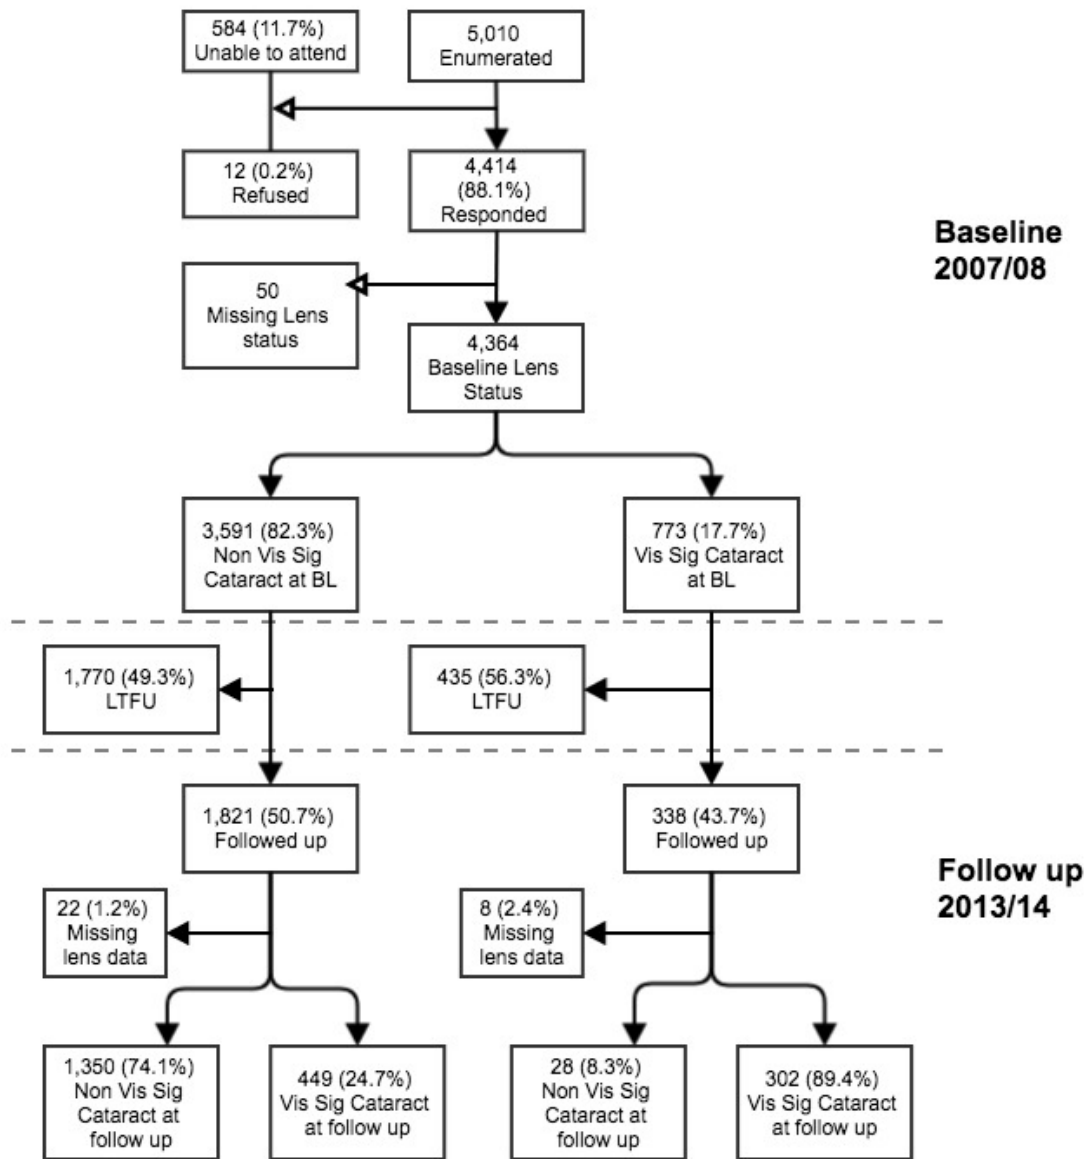 584 (11.7%)
Unable to attend
5,010
Enumerated
12 (0.2%)
Refused
4,414
(88.1%)
Responded
Baseline
2007/08
50
Missing Lens
status
4,364
Baseline Lens
Status
3,591 (82.3%)
Non Vis Sig
Cataract at BL
773 (17.7%)
Vis Sig Cataract
at BL
1,770 (49.3%)
LTFU
435 (56.3%)
LTFU
1,821 (50.7%)
Followed up
338 (43.7%)
Followed up
Follow up
2013/14
22 (1.2%)
Missing
lens data
8 (2.4%)
Missing
lens data
1,350 (74.1%)
Non Vis Sig
Cataract at
follow up
449 (24.7%)
Vis Sig Cataract
at follow up
28 (8.3%)
Non Vis Sig
Cataract at
follow up
302 (89.4%)
Vis Sig Cataract
at follow up